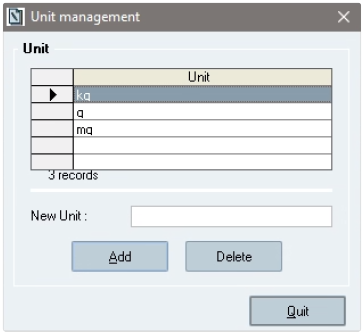 Unit management
Unit
Unit
kg
g
mg
3 records
New Unit :
Add
Delete
Quit